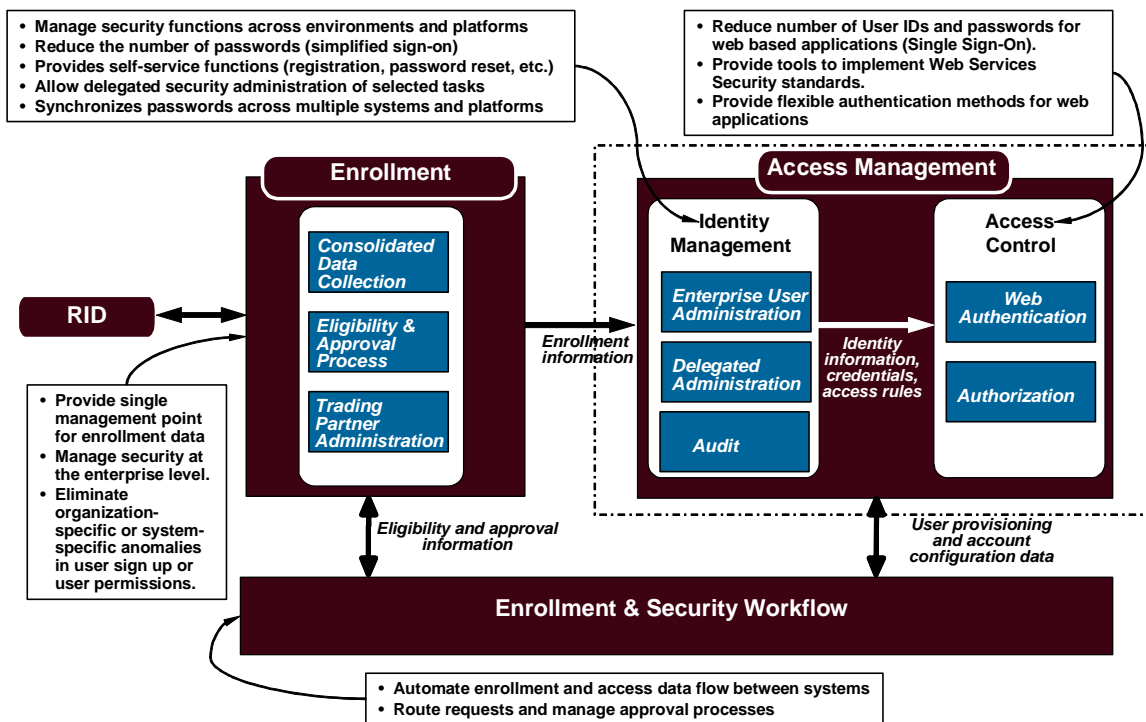 • Manage security functions across environments and platforms
• Reduce the number of passwords (simplified sign-on)
• Provides self-service functions (registration, password reset, etc.)
• Allow delegated security administration of selected tasks
• Synchronizes passwords across multiple systems and platforms
• Reduce number of User IDs and passwords for
web based applications (Single Sign-On).
• Provide tools to implement Web Services
Security standards.
• Provide flexible authentication methods for web
applications
Enrollment
Consolidated
Data
Collection
Eligibility &
Approval
Process
Trading
Partner
Administration
RID
• Provide single
management point
for enrollment data
• Manage security at
the enterprise level.
• Eliminate
organization-
specific or system-
specific anomalies
in user sign up or
user permissions.
Enrollment
information
Access Management
Identity
Management
Enterprise User
Administration
Delegated
Administration
Audit
Identity
information,
credentials,
access rules
Access
Control
Web
Authentication
Authorization
Eligibility and approval
information
User provisioning
and account
configuration data
Enrollment & Security Workflow
• Automate enrollment and access data flow between systems
• Route requests and manage approval processes